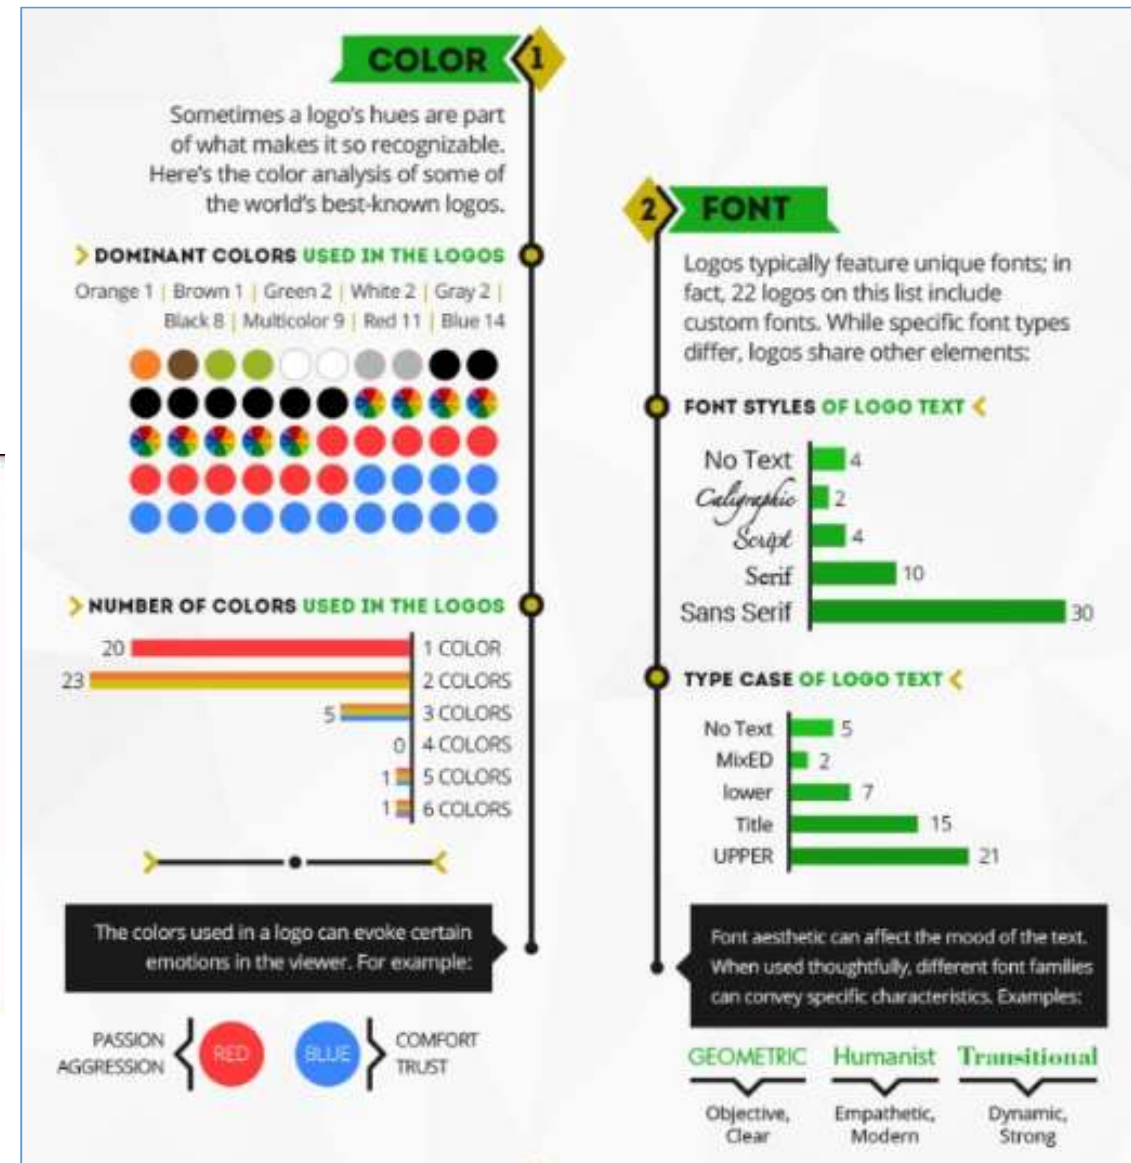 COLOR 1
Sometimes a logo's hues are part
of what makes it so recognizable.
Here's the color analysis of some of
the world's best-known logos.
DOMINANT COLORS USED IN THE LOGOS
Orange 1 | Brown 1 | Green 2 | White 2 | Gray 2 |
Black 8 | Multicolor 9 | Red 11 | Blue 14
NUMBER OF COLORS USED IN THE LOGOS
20 1 COLOR
23 2 COLORS
5 3 COLORS
0 4 COLORS
1 5 COLORS
1 6 COLORS
The colors used in a logo can evoke certain
emotions in the viewer. For example:
PASSION
AGGRESSION
RED
BLUE
COMFORT
TRUST
2 FONT
Logos typically feature unique fonts; in
fact, 22 logos on this list include
custom fonts. While specific font types
differ, logos share other elements:
FONT STYLES OF LOGO TEXT
No Text 4
Caligraphic 2
Script 4
Serif 10
Sans Serif 30
TYPE CASE OF LOGO TEXT
No Text 5
MixED 2
lower 7
Title 15
UPPER 21
Font aesthetic can affect the mood of the text.
When used thoughtfully, different font families
can convey specific characteristics. Examples:
GEOMETRIC Humanist Transitional
Objective, Empathetic, Dynamic,
Clear Modern Strong